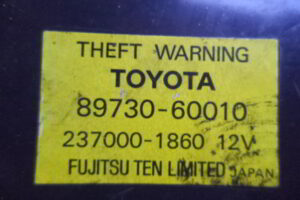 THEFT WARNING
TOYOTA
89730-60010
237000-1860 12V
FUJITSU TEN LIMITED JAPAN